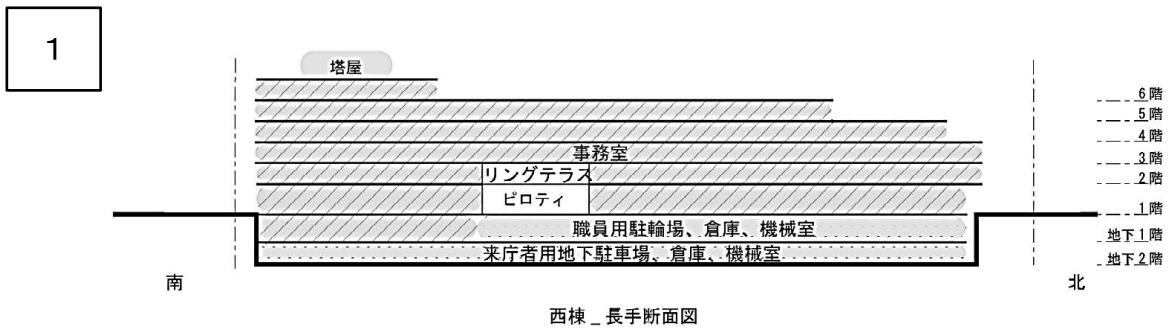 1
塔屋
6階
5階
4階
事務室
3階
リングテラス
2階
ピロティ
1階
職員用駐輪場、倉庫、機械室
地下1階
来庁者用地下駐車場、倉庫、機械室
地下2階
南
北
西棟_長手断面図